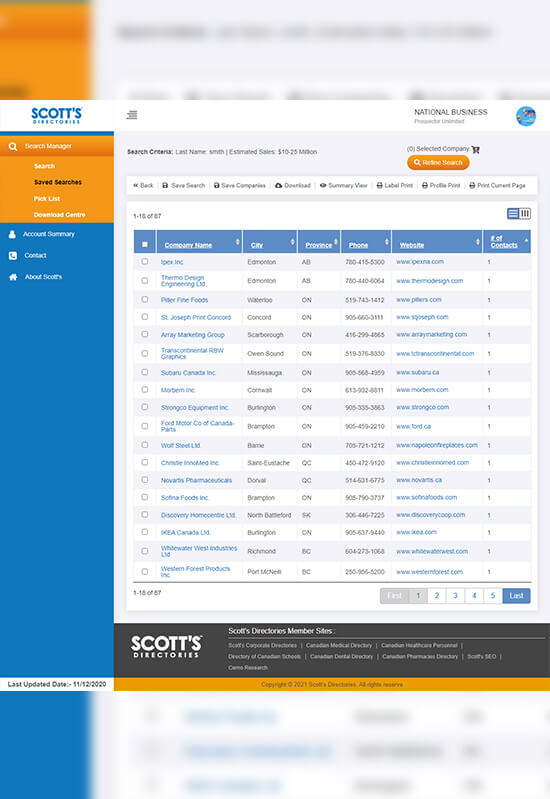 SCOTT'S
DIRECTORIES
NATIONAL BUSINESS
Prospector Unlimited
Search Manager
Search
Saved Searches
Pick List
Download Centre
Account Summary
Contact
About Scott's
Search Criteria: Last Name: smith | Estimated Sales: $10-25 Million
(0) Selected Company
Refine Search
Back | Save Search | Save Companies | Download | Summary View | Label Print | Profile Print | Print Current Page
1-18 of 87
Company Name City Province Phone Website # of Contacts
Ipex Inc. Edmonton AB 780-415-5300 www.ipexna.com 1
Thermo Design Engineering Ltd. Edmonton AB 780-440-6064 www.thermodesign.com 1
Piller Fine Foods Waterloo ON 519-743-1412 www.pillers.com 1
St. Joseph Print Concord Concord ON 905-660-3111 www.stjoseph.com 1
Array Marketing Group Scarborough ON 416-299-4865 www.arraymarketing.com 1
Transcontinental RBW Graphics Owen Sound ON 519-376-8330 www.tctranscontinental.com 1
Subaru Canada Inc. Mississauga ON 905-568-4959 www.subaru.ca 1
Morbern Inc. Cornwall ON 613-932-8811 www.morbern.com 1
Strongco Equipment Inc. Burlington ON 905-335-3863 www.strongco.com 1
Ford Motor Co of Canada-Parts Brampton ON 905-459-2210 www.ford.ca 1
Wolf Steel Ltd. Barrie ON 705-721-1212 www.napoleonfireplaces.com 1
Christie InnoMed Inc. Saint-Eustache QC 450-472-9120 www.christieinnomed.com 1
Novartis Pharmaceuticals Dorval QC 514-631-6775 www.novartis.ca 1
Sofina Foods Inc. Brampton ON 905-790-3737 www.sofinafoods.com 1
Discovery Homecentre Ltd. North Battleford SK 306-446-7225 www.discoverycoop.com 1
IKEA Canada Ltd. Burlington ON 905-637-9440 www.ikea.com 1
Whitewater West Industries Ltd Richmond BC 604-273-1068 www.whitewaterwest.com 1
Western Forest Products Inc. Port McNeill BC 250-956-5200 www.westernforest.com 1
1-18 of 87
First 1 2 3 4 5 Last
SCOTT'S
DIRECTORIES
Scott's Directories Member Sites..
Scott's Corporate Directories | Canadian Medical Directory | Canadian Healthcare Personnel |
Directory of Canadian Schools | Canadian Dental Directory | Canadian Pharmacies Directory | Scott's SEO |
Cerno Research
Last Updated Date:- 11/12/2020
Copyright © 2021 Scott's Directories. All rights reserve